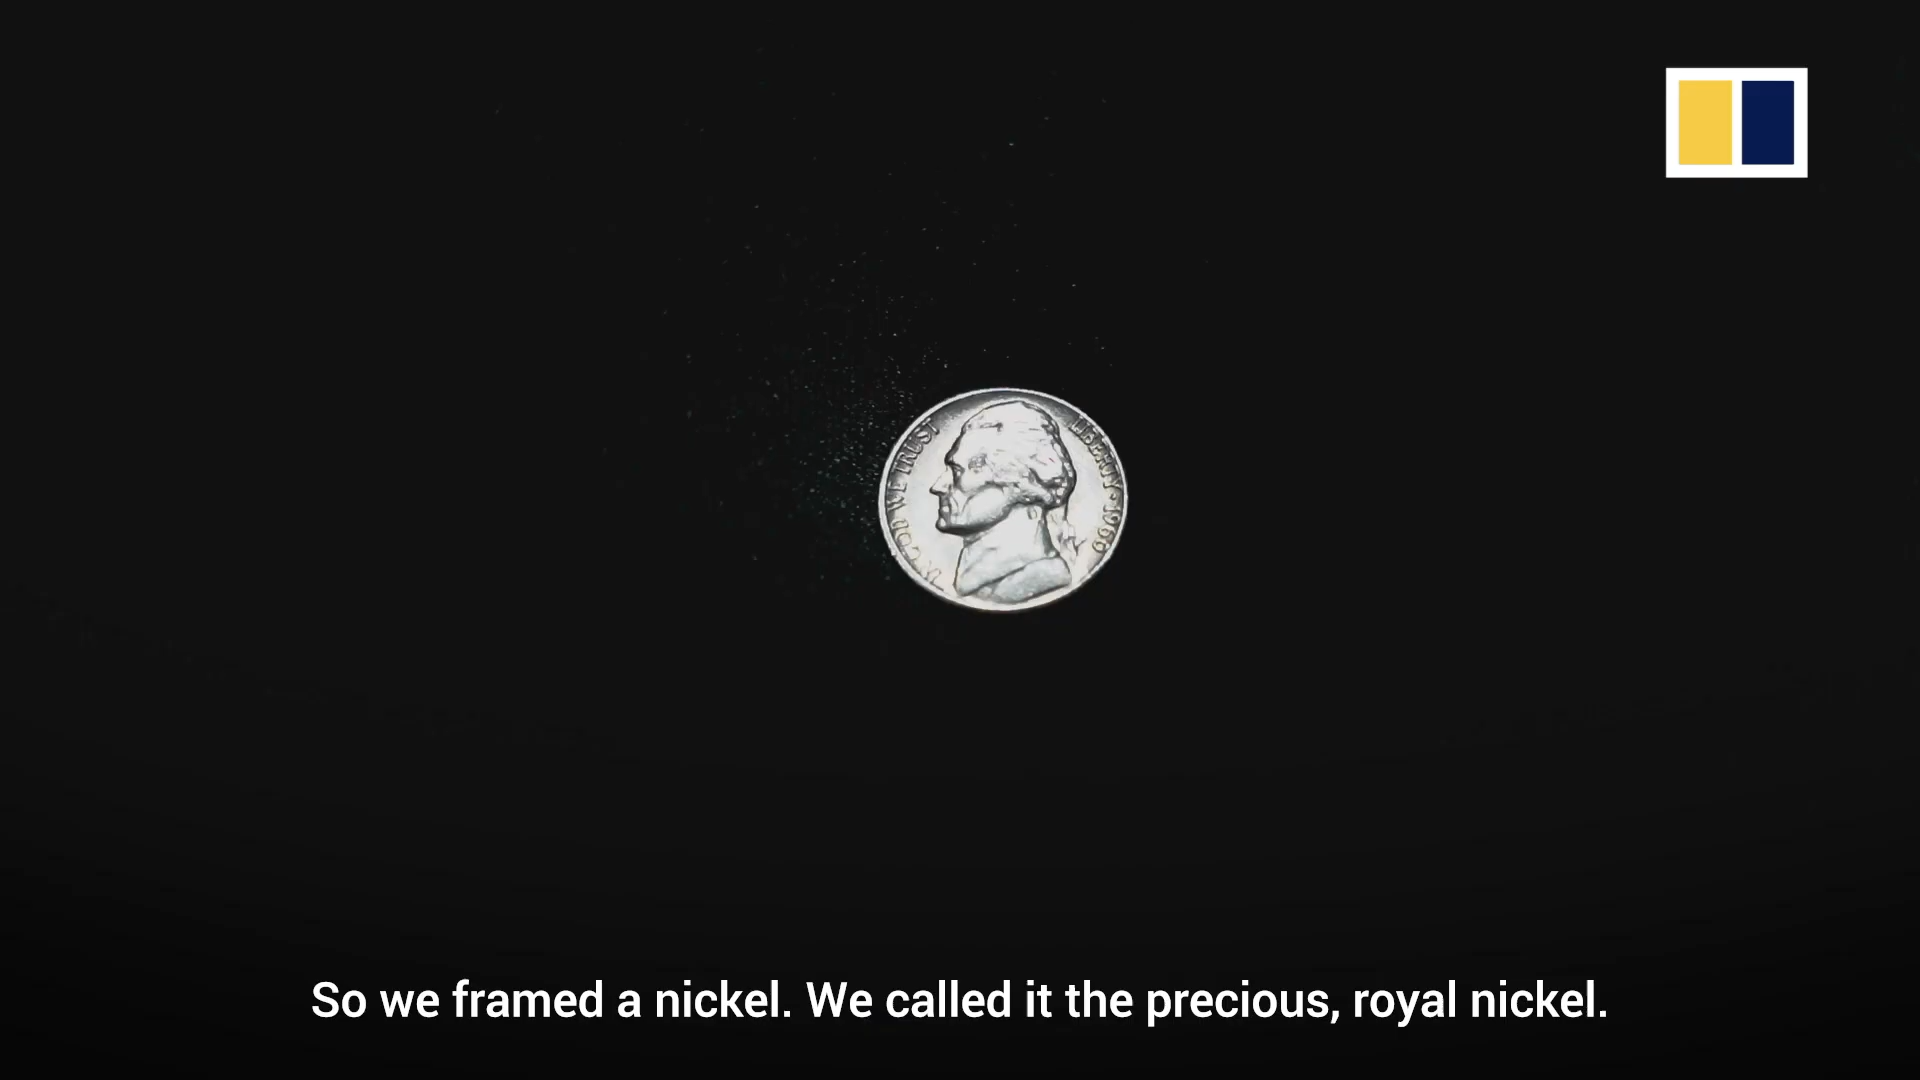 IN GOD WE TRUST
LIBERTY
So we framed a nickel. We called it the precious, royal nickel.